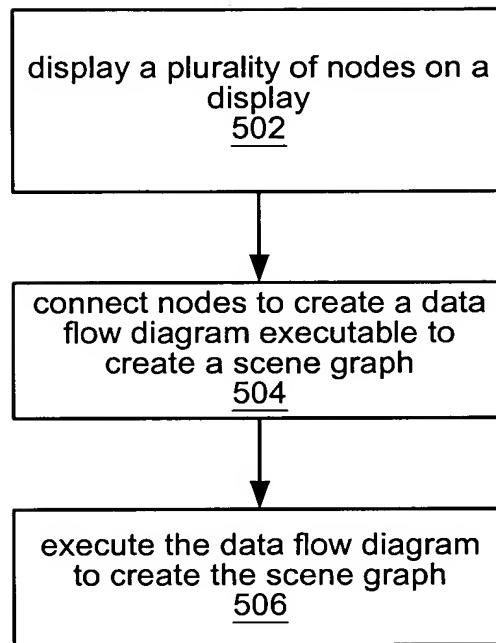 display a plurality of nodes on a
display
502
connect nodes to create a data
flow diagram executable to
create a scene graph
504
execute the data flow diagram
to create the scene graph
506